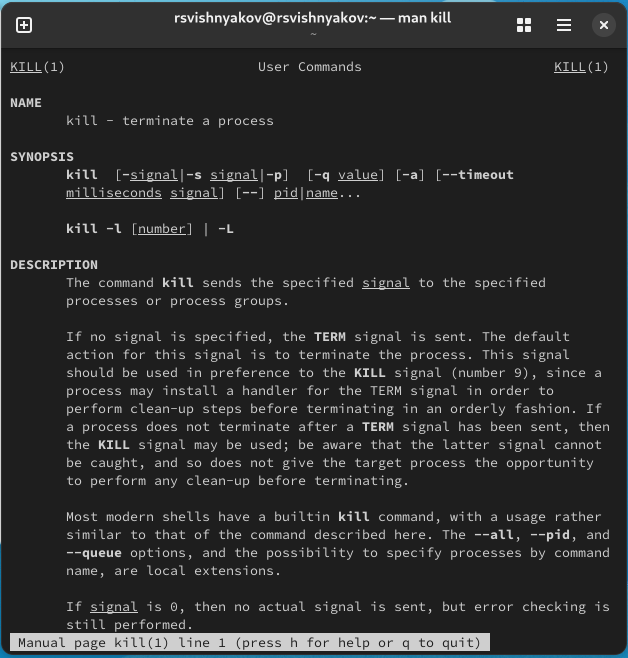 rsvishnyakov@rsvishnyakov:~ — man kill
~
KILL(1) User Commands KILL(1)
NAME
kill - terminate a process
SYNOPSIS
kill [-signal|-s signal|-p] [-q value] [-a] [--timeout
milliseconds signal] [--] pid|name...
kill -l [number] | -L
DESCRIPTION
The command kill sends the specified signal to the specified
processes or process groups.
If no signal is specified, the TERM signal is sent. The default
action for this signal is to terminate the process. This signal
should be used in preference to the KILL signal (number 9), since a
process may install a handler for the TERM signal in order to
perform clean-up steps before terminating in an orderly fashion. If
a process does not terminate after a TERM signal has been sent, then
the KILL signal may be used; be aware that the latter signal cannot
be caught, and so does not give the target process the opportunity
to perform any clean-up before terminating.
Most modern shells have a builtin kill command, with a usage rather
similar to that of the command described here. The --all, --pid, and
--queue options, and the possibility to specify processes by command
name, are local extensions.
If signal is 0, then no actual signal is sent, but error checking is
still performed.
Manual page kill(1) line 1 (press h for help or q to quit)